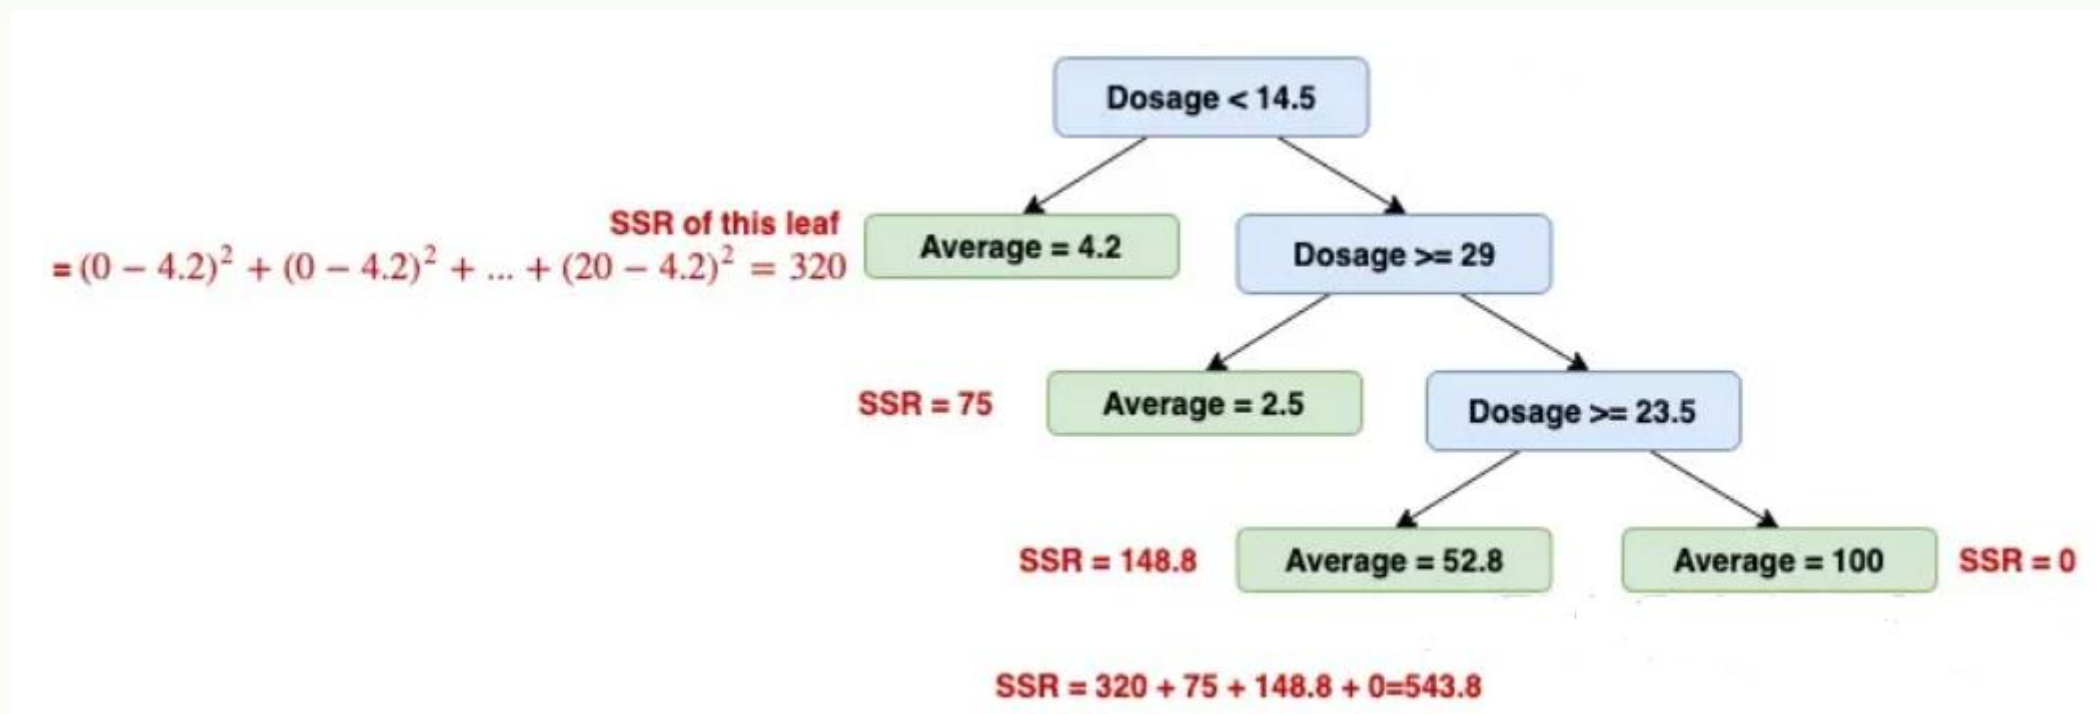 Dosage < 14.5
SSR of this leaf
= (0 − 4.2)² + (0 − 4.2)² + ... + (20 − 4.2)² = 320
Average = 4.2
Dosage >= 29
SSR = 75
Average = 2.5
Dosage >= 23.5
SSR = 148.8
Average = 52.8
Average = 100
SSR = 0
SSR = 320 + 75 + 148.8 + 0=543.8